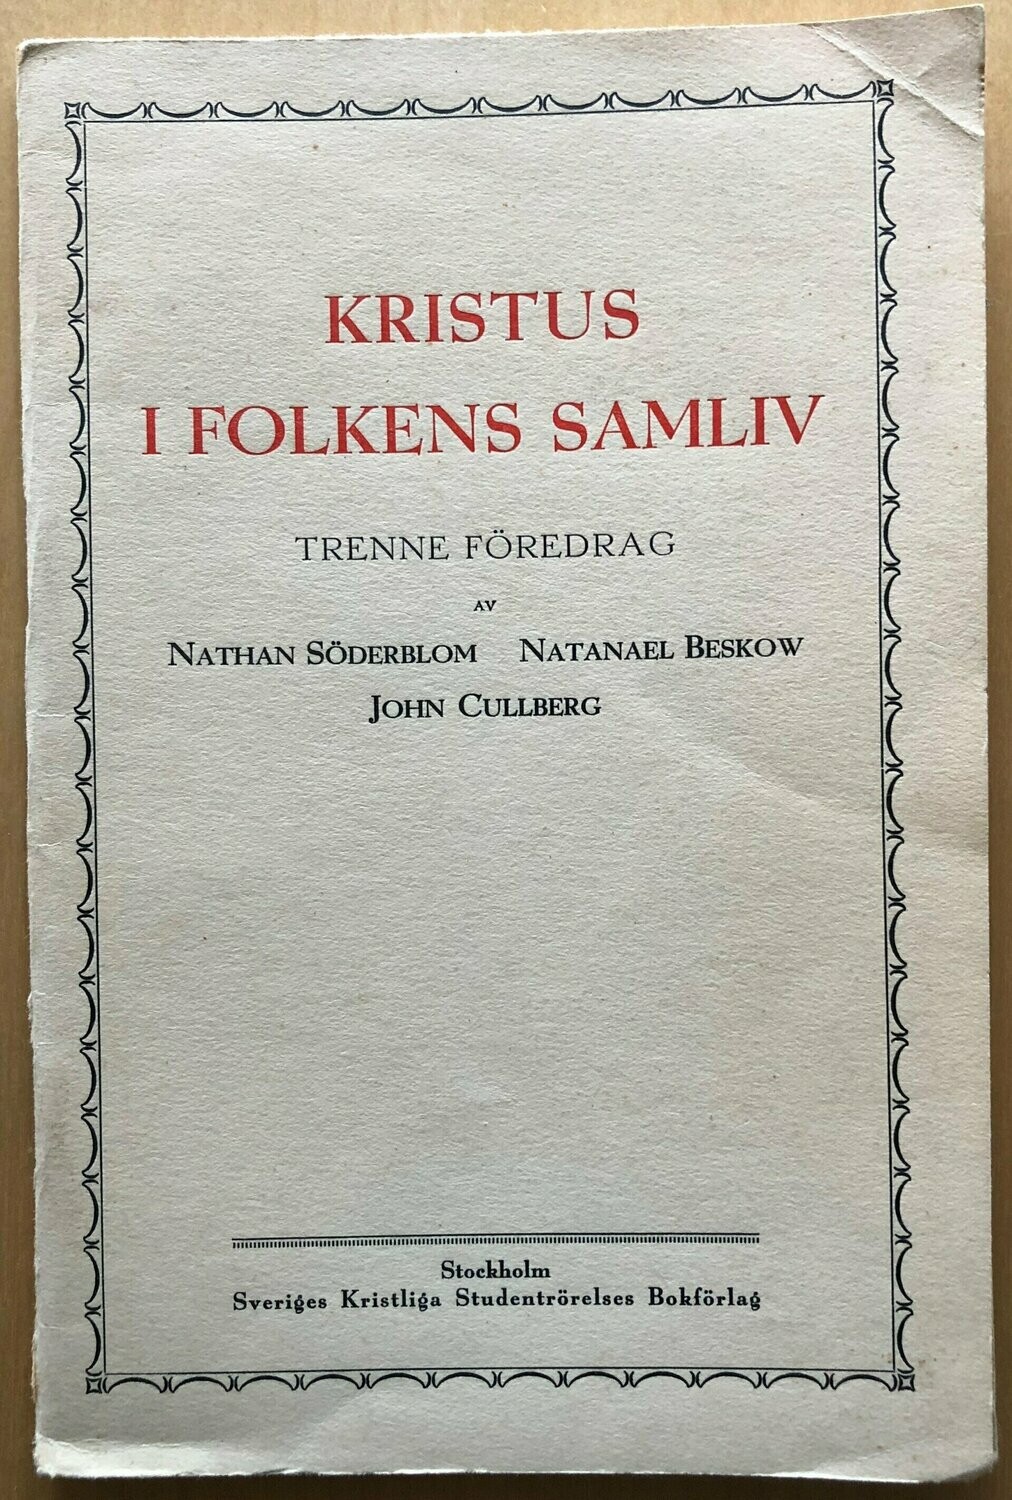 KRISTUS
I FOLKENS SAMLIV
TRENNE FÖREDRAG
AV
NATHAN SÖDERBLOM NATANAEL BESKOW
JOHN CULLBERG
Stockholm
Sveriges Kristliga Studentrörelses Bokförlag